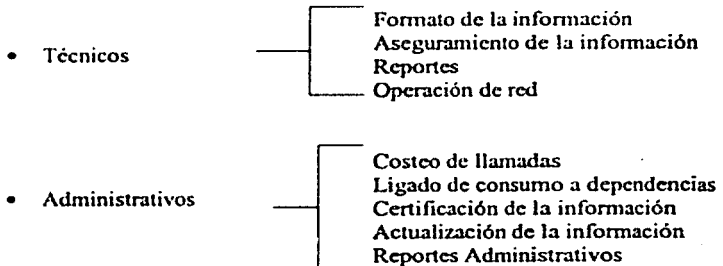 Formato de la información
Aseguramiento de la información
• Técnicos
Reportes
Operación de red
Costeo de llamadas
Ligado de consumo a dependencias
• Administrativos
Certificación de la información
Actualización de la información
Reportes Administrativos